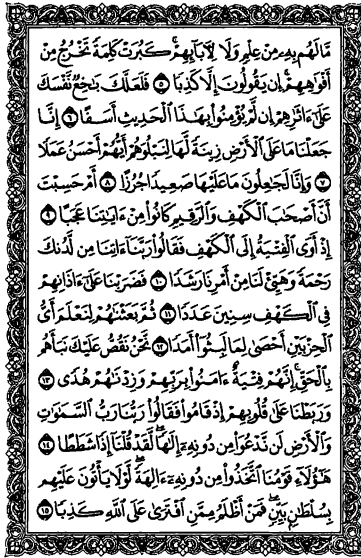 مَّا لَهُم بِهِۦ مِنْ عِلْمٍ وَلَا لِءَابَآئِهِمْ ۚ كَبُرَتْ كَلِمَةً تَخْرُجُ مِنْ
أَفْوَٰهِهِمْ ۚ إِن يَقُولُونَ إِلَّا كَذِبًا ٥ فَلَعَلَّكَ بَٰخِعٌ نَّفْسَكَ
عَلَىٰٓ ءَاثَٰرِهِمْ إِن لَّمْ يُؤْمِنُوا۟ بِهَٰذَا ٱلْحَدِيثِ أَسَفًا ٦ إِنَّا
جَعَلْنَا مَا عَلَى ٱلْأَرْضِ زِينَةً لَّهَا لِنَبْلُوَهُمْ أَيُّهُمْ أَحْسَنُ عَمَلًا
٧ وَإِنَّا لَجَٰعِلُونَ مَا عَلَيْهَا صَعِيدًا جُرُزًا ٨ أَمْ حَسِبْتَ
أَنَّ أَصْحَٰبَ ٱلْكَهْفِ وَٱلرَّقِيمِ كَانُوا۟ مِنْ ءَايَٰتِنَا عَجَبًا ٩
إِذْ أَوَى ٱلْفِتْيَةُ إِلَى ٱلْكَهْفِ فَقَالُوا۟ رَبَّنَآ ءَاتِنَا مِن لَّدُنكَ
رَحْمَةً وَهَيِّئْ لَنَا مِنْ أَمْرِنَا رَشَدًا ١٠ فَضَرَبْنَا عَلَىٰٓ ءَاذَانِهِمْ
فِى ٱلْكَهْفِ سِنِينَ عَدَدًا ١١ ثُمَّ بَعَثْنَٰهُمْ لِنَعْلَمَ أَىُّ
ٱلْحِزْبَيْنِ أَحْصَىٰ لِمَا لَبِثُوٓا۟ أَمَدًا ١٢ نَّحْنُ نَقُصُّ عَلَيْكَ نَبَأَهُم
بِٱلْحَقِّ ۚ إِنَّهُمْ فِتْيَةٌ ءَامَنُوا۟ بِرَبِّهِمْ وَزِدْنَٰهُمْ هُدًى ١٣
وَرَبَطْنَا عَلَىٰ قُلُوبِهِمْ إِذْ قَامُوا۟ فَقَالُوا۟ رَبُّنَا رَبُّ ٱلسَّمَٰوَٰتِ
وَٱلْأَرْضِ لَن نَّدْعُوَا۟ مِن دُونِهِۦٓ إِلَٰهًا ۖ لَّقَدْ قُلْنَآ إِذًا شَطَطًا ١٤
هَٰٓؤُلَآءِ قَوْمُنَا ٱتَّخَذُوا۟ مِن دُونِهِۦٓ ءَالِهَةً ۖ لَّوْلَا يَأْتُونَ عَلَيْهِم
بِسُلْطَٰنٍۭ بَيِّنٍ ۖ فَمَنْ أَظْلَمُ مِمَّنِ ٱفْتَرَىٰ عَلَى ٱللَّهِ كَذِبًا ١٥